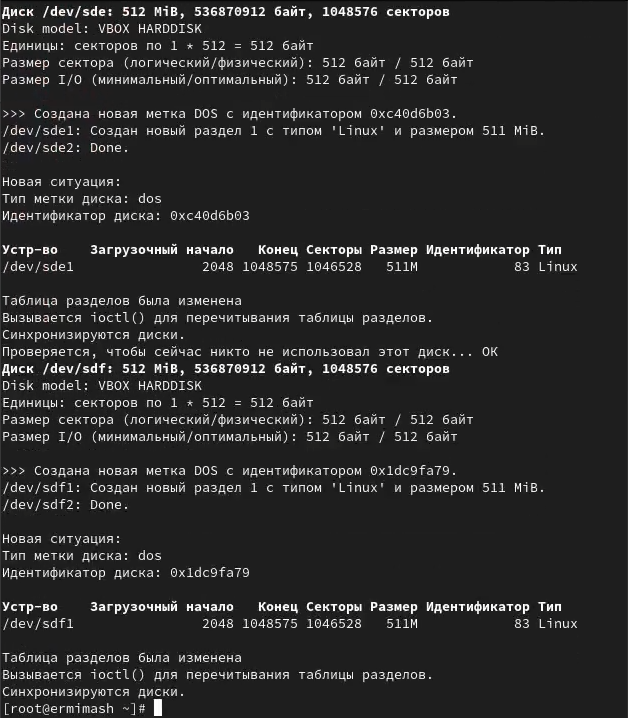 Диск /dev/sde: 512 MiB, 536870912 байт, 1048576 секторов
Disk model: VBOX HARDDISK
Единицы: секторов по 1 * 512 = 512 байт
Размер сектора (логический/физический): 512 байт / 512 байт
Размер I/O (минимальный/оптимальный): 512 байт / 512 байт
>>> Создана новая метка DOS с идентификатором 0xc40d6b03.
/dev/sde1: Создан новый раздел 1 с типом 'Linux' и размером 511 MiB.
/dev/sde2: Done.
Новая ситуация:
Тип метки диска: dos
Идентификатор диска: 0xc40d6b03
Устр-во Загрузочный начало Конец Секторы Размер Идентификатор Тип
/dev/sde1 2048 1048575 1046528 511M 83 Linux
Таблица разделов была изменена
Вызывается ioctl() для перечитывания таблицы разделов.
Синхронизируются диски.
Проверяется, чтобы сейчас никто не использовал этот диск... ОК
Диск /dev/sdf: 512 MiB, 536870912 байт, 1048576 секторов
Disk model: VBOX HARDDISK
Единицы: секторов по 1 * 512 = 512 байт
Размер сектора (логический/физический): 512 байт / 512 байт
Размер I/O (минимальный/оптимальный): 512 байт / 512 байт
>>> Создана новая метка DOS с идентификатором 0x1dc9fa79.
/dev/sdf1: Создан новый раздел 1 с типом 'Linux' и размером 511 MiB.
/dev/sdf2: Done.
Новая ситуация:
Тип метки диска: dos
Идентификатор диска: 0x1dc9fa79
Устр-во Загрузочный начало Конец Секторы Размер Идентификатор Тип
/dev/sdf1 2048 1048575 1046528 511M 83 Linux
Таблица разделов была изменена
Вызывается ioctl() для перечитывания таблицы разделов.
Синхронизируются диски.
[root@ermimash ~]#